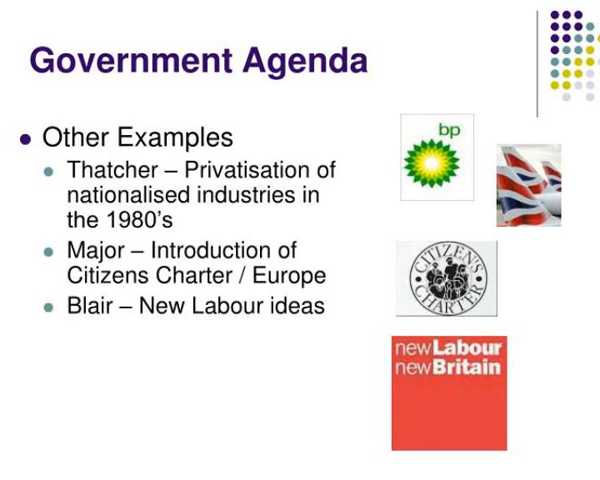 Government Agenda
Other Examples
Thatcher – Privatisation of
nationalised industries in
the 1980's
Major – Introduction of
Citizens Charter / Europe
Blair – New Labour ideas
bp
CITIZEN'S
CHARTER
newLabour
newBritain